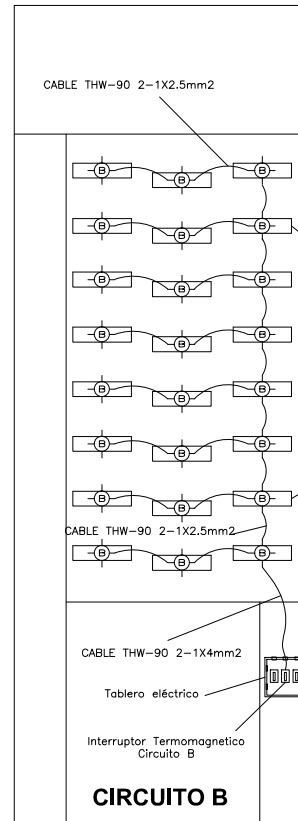 CABLE THW-90 2-1X2.5mm2
B B B
B B B
B B B
B B B
B B B
B B B
B B B
CABLE THW-90 2-1X2.5mm2
B B B
CABLE THW-90 2-1X4mm2
Tablero eléctrico
Interruptor Termomagnetico
Circuito B
CIRCUITO B